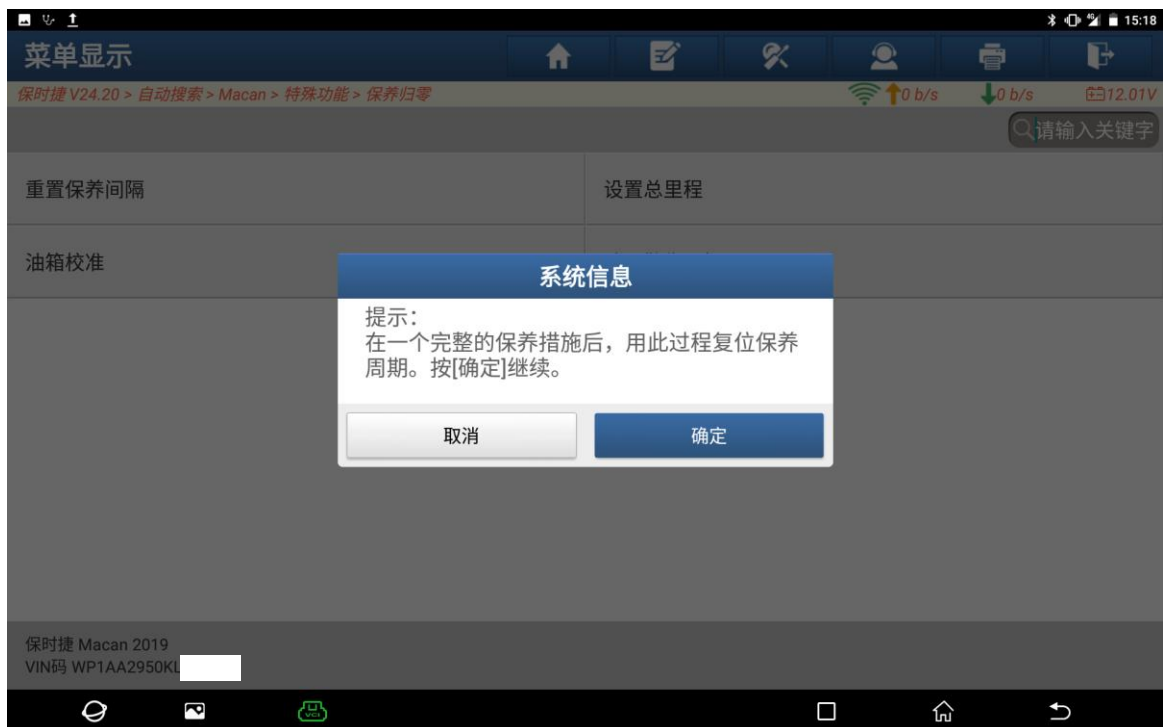 15:18
菜单显示
保时捷 V24.20 > 自动搜索 > Macan > 特殊功能 > 保养归零
0 b/s
0 b/s
12.01V
请输入关键字
重置保养间隔
设置总里程
油箱校准
系统信息
提示：
在一个完整的保养措施后，用此过程复位保养
周期。按[确定]继续。
取消
确定
保时捷 Macan 2019
VIN码 WP1AA2950KL
VCI